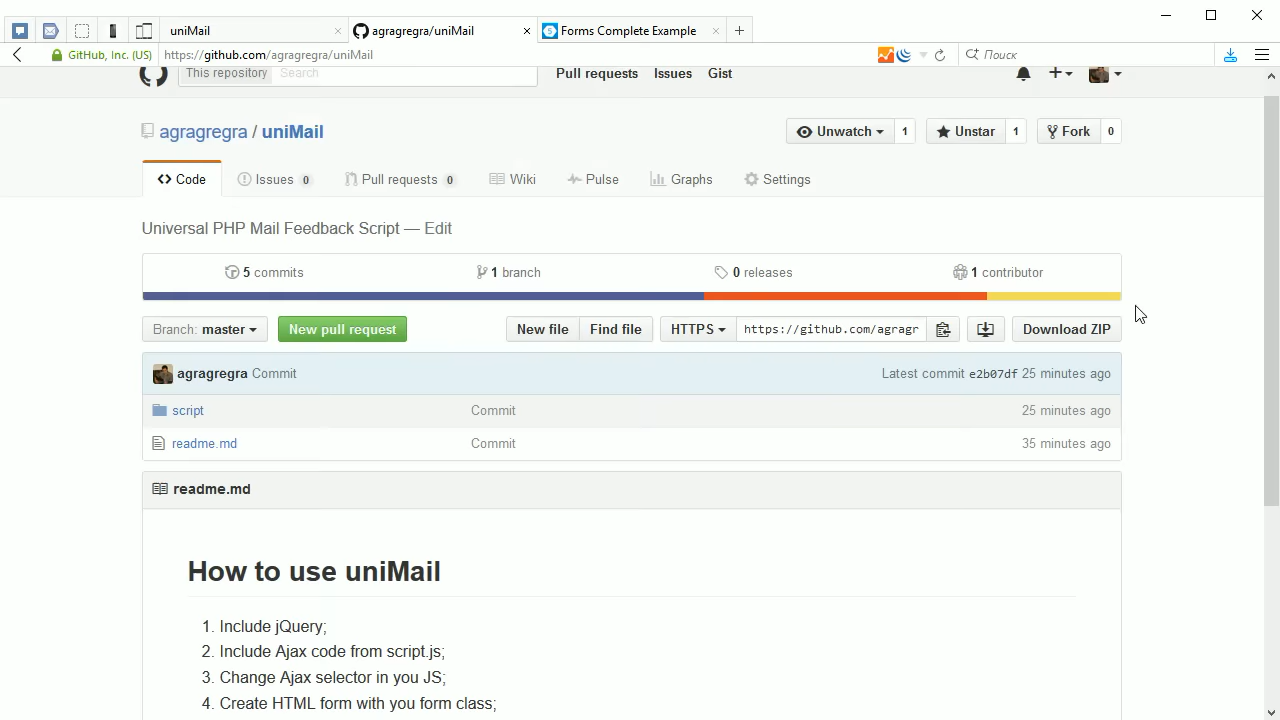 uniMail
agragregra/uniMail
Forms Complete Example
GitHub, Inc. (US)
https://github.com/agragregra/uniMail
Поиск
This repository
Search
Pull requests
Issues
Gist
agragregra / uniMail
Unwatch 1
Unstar 1
Fork 0
Code
Issues 0
Pull requests 0
Wiki
Pulse
Graphs
Settings
Universal PHP Mail Feedback Script — Edit
5 commits
1 branch
0 releases
1 contributor
Branch: master
New pull request
New file
Find file
HTTPS
https://github.com/agragr
Download ZIP
agragregra Commit
Latest commit e2b07df 25 minutes ago
script
Commit
25 minutes ago
readme.md
Commit
35 minutes ago
readme.md
How to use uniMail
1. Include jQuery;
2. Include Ajax code from script.js;
3. Change Ajax selector in you JS;
4. Create HTML form with you form class;